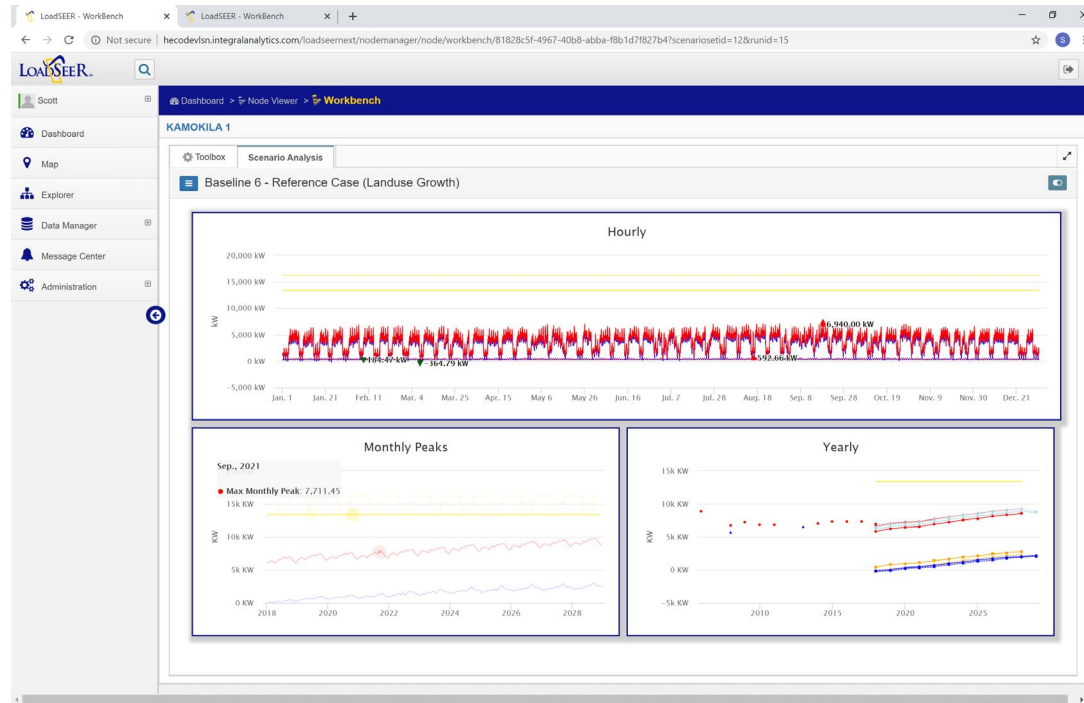 LoadSEER - WorkBench
LoadSEER - WorkBench
Not secure | hecodevlsn.integralanalytics.com/loadseernext/nodemanager/node/workbench/81828c5f-4967-40b8-abba-f8b1d7f827b4?scenariosetid=12&runid=15
S
LOADSEER
Scott
Dashboard > Node Viewer > Workbench
Dashboard
KAMOKILA 1
Map
Toolbox
Scenario Analysis
Explorer
Baseline 6 - Reference Case (Landuse Growth)
Data Manager
Message Center
Administration
Hourly
20,000 kW
15,000 kW
10,000 kW
5,000 kW
0 kW
-5,000 kW
kW
6,940.00 kW
184.47 kW
-364.79 kW
592.66 kW
Jan. 1 Jan. 21 Feb. 11 Mar. 4 Mar. 25 Apr. 15 May 6 May 26 Jun. 16 Jul. 7 Jul. 28 Aug. 18 Sep. 8 Sep. 28 Oct. 19 Nov. 9 Nov. 30 Dec. 21
Monthly Peaks
Sep., 2021
Max Monthly Peak: 7,711.45
15k KW
10k KW
5k KW
0 KW
KW
2018 2020 2022 2024 2026 2028
Yearly
15k KW
10k KW
5k KW
0 KW
-5k KW
KW
2010 2015 2020 2025